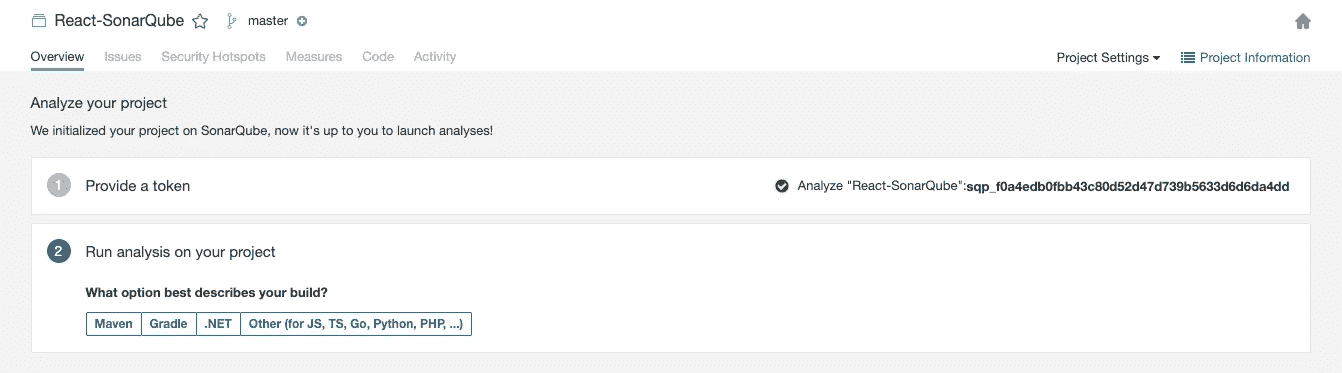 React-SonarQube master
Overview Issues Security Hotspots Measures Code Activity Project Settings Project Information
Analyze your project
We initialized your project on SonarQube, now it's up to you to launch analyses!
1 Provide a token Analyze "React-SonarQube":sqp_f0a4edb0fbb43c80d52d47d739b5633d6d6da4dd
2 Run analysis on your project
What option best describes your build?
Maven Gradle .NET Other (for JS, TS, Go, Python, PHP, ...)